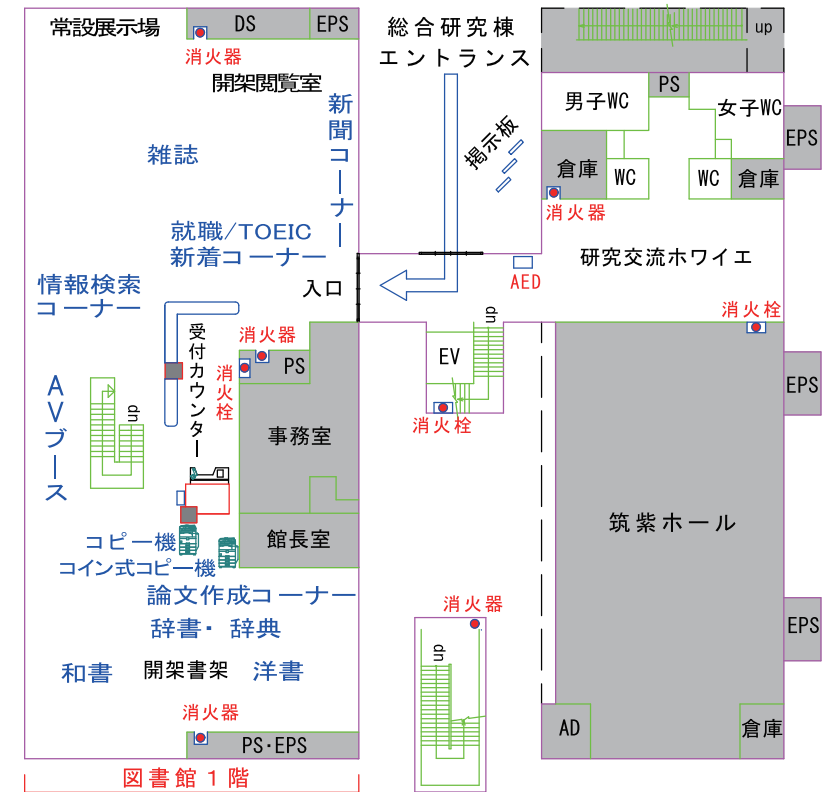 常設展示場
DS
EPS
消火器
開架閲覧室
新聞コーナー
雑誌
就職/TOEIC
新着コーナー
情報検索
コーナー
入口
受付カウンター
消火器
消火栓
PS
AVブース
up
事務室
館長室
コピー機
コイン式コピー機
論文作成コーナー
辞書・辞典
和書
開架書架
洋書
消火器
PS・EPS
図書館1階
総合研究棟
エントランス
掲示板
AED
EV
up
消火栓
消火器
up
up
PS
男子WC
女子WC
EPS
倉庫
WC
WC
倉庫
消火器
研究交流ホワイエ
消火栓
EPS
筑紫ホール
EPS
AD
倉庫